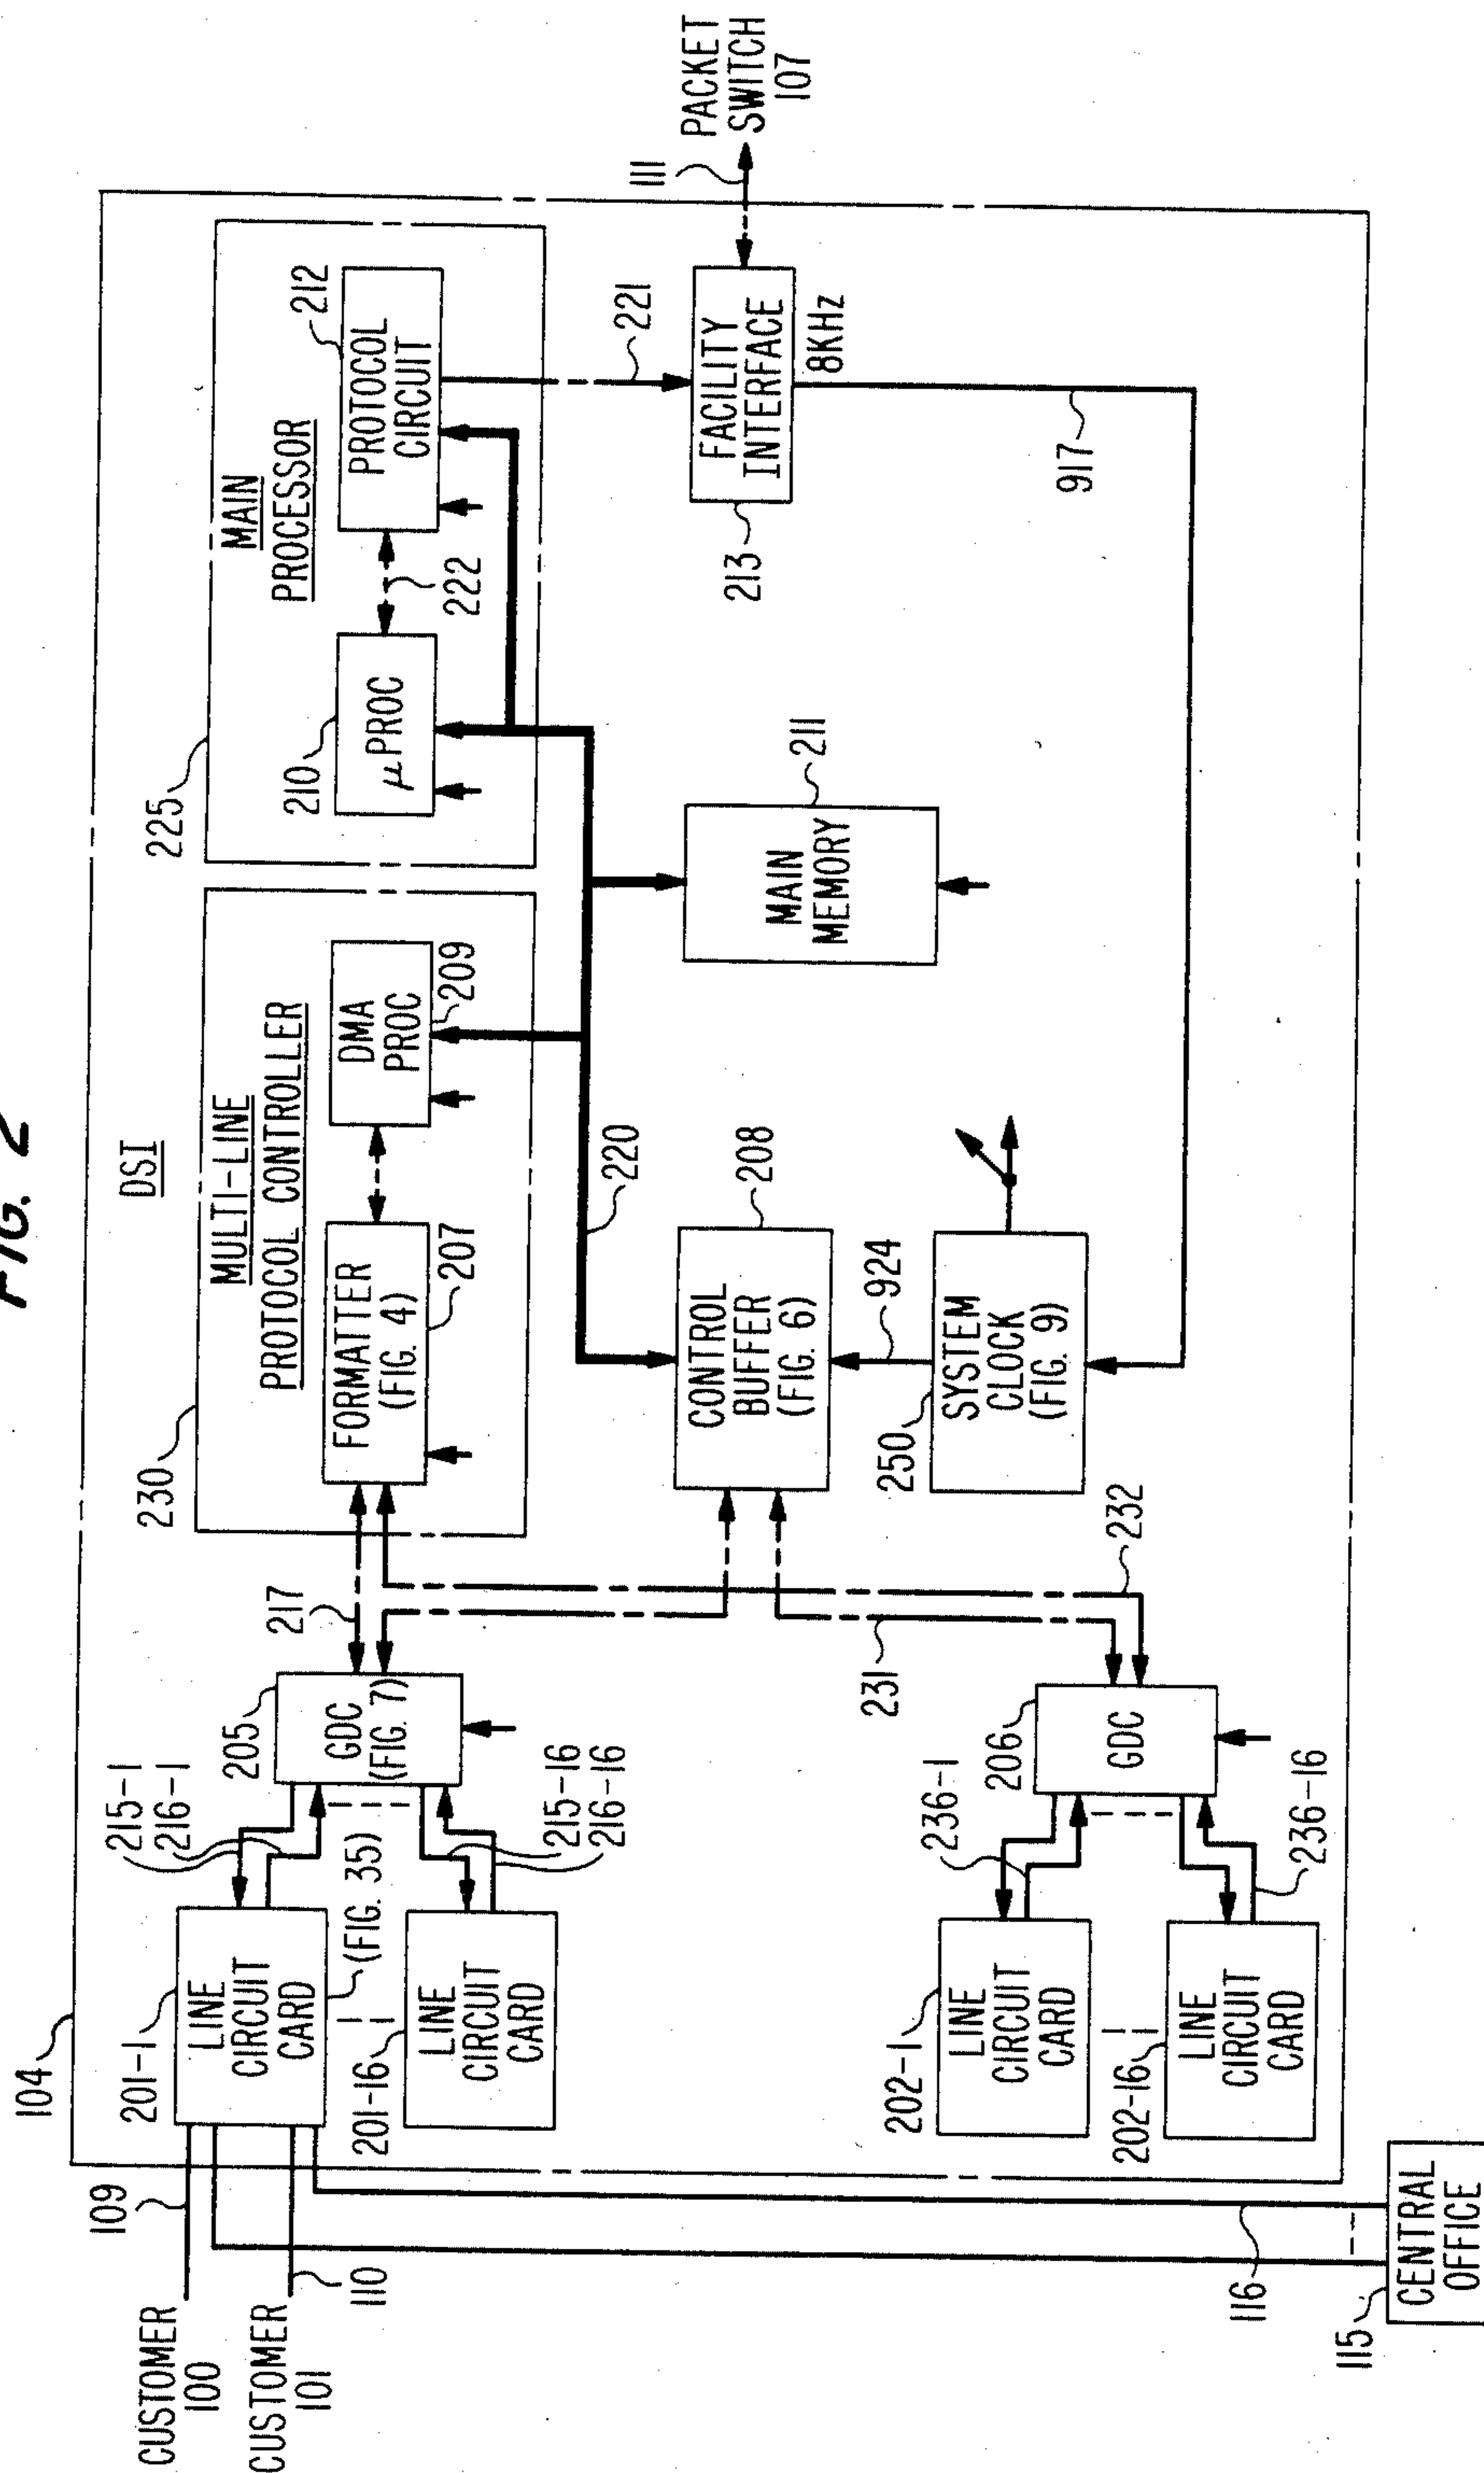 FIG. 2
DSI
104
CUSTOMER
100
109
CUSTOMER
101
110
201-1
LINE
CIRCUIT
CARD
(FIG. 35)
201-16
LINE
CIRCUIT
CARD
215-1
216-1
215-16
216-16
205
GDC
(FIG. 7)
217
230
MULTI-LINE
PROTOCOL CONTROLLER
FORMATTER
(FIG. 4)
207
DMA
PROC
209
225
MAIN
PROCESSOR
210
μPROC
222
PROTOCOL
CIRCUIT
212
220
221
CONTROL
BUFFER
(FIG. 6)
208
MAIN
MEMORY
211
213
FACILITY
INTERFACE
8KHz
111
PACKET
SWITCH
107
917
924
250
SYSTEM
CLOCK
(FIG. 9)
231
232
202-1
LINE
CIRCUIT
CARD
202-16
LINE
CIRCUIT
CARD
236-1
236-16
206
GDC
116
115
CENTRAL
OFFICE